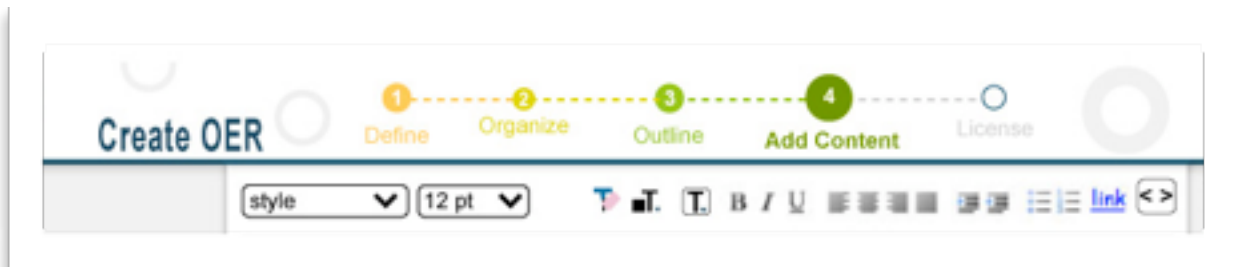 1 2 3 4
Create OER Define Organize Outline Add Content License
style 12 pt T T. T. B I U link < >